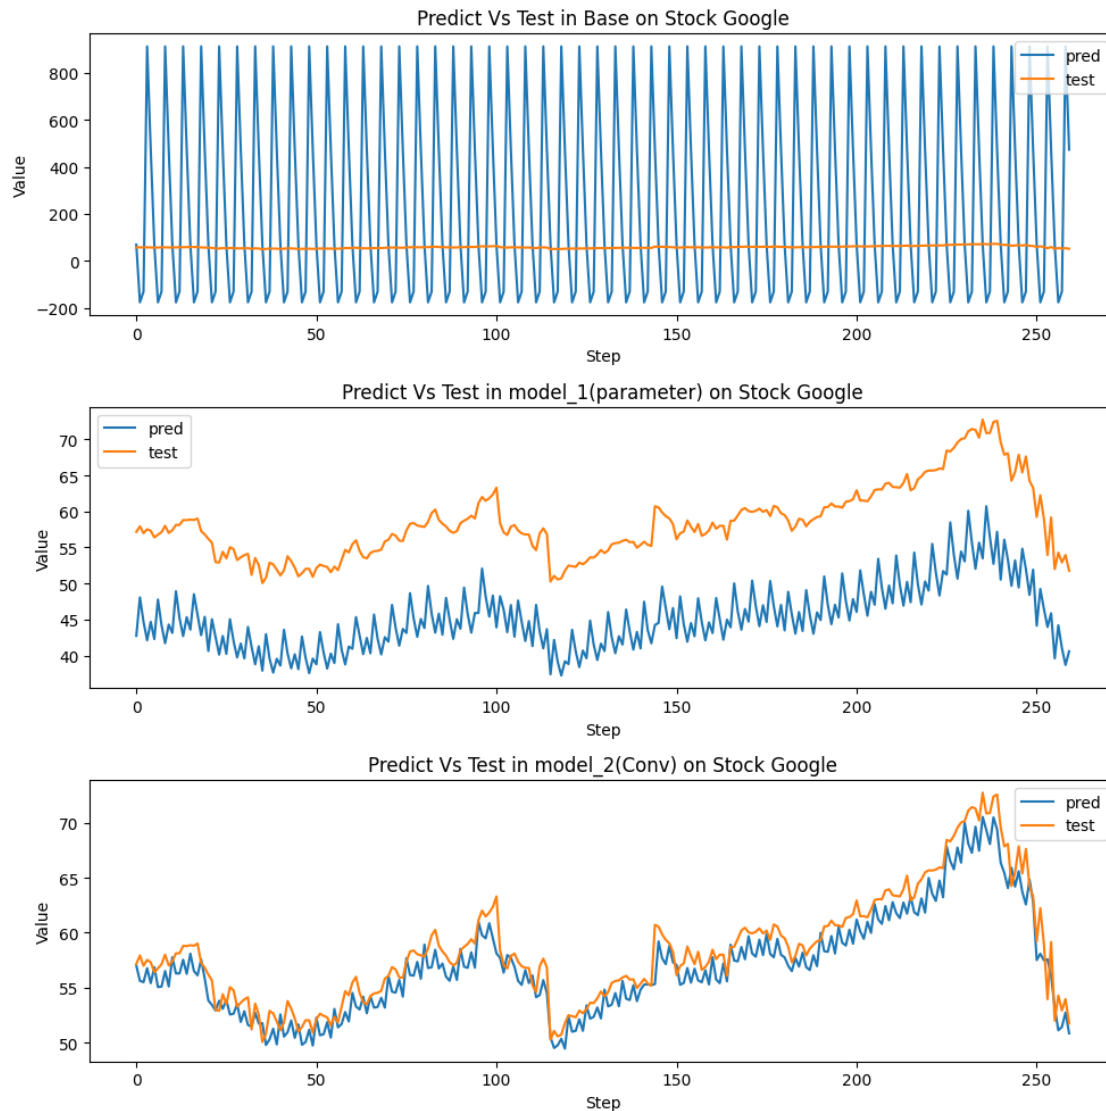 Predict Vs Test in Base on Stock Google
Value
800
600
400
200
0
−200
pred
test
0 50 100 150 200 250
Step
Predict Vs Test in model_1(parameter) on Stock Google
Value
70
65
60
55
50
45
40
pred
test
0 50 100 150 200 250
Step
Predict Vs Test in model_2(Conv) on Stock Google
Value
70
65
60
55
50
pred
test
0 50 100 150 200 250
Step